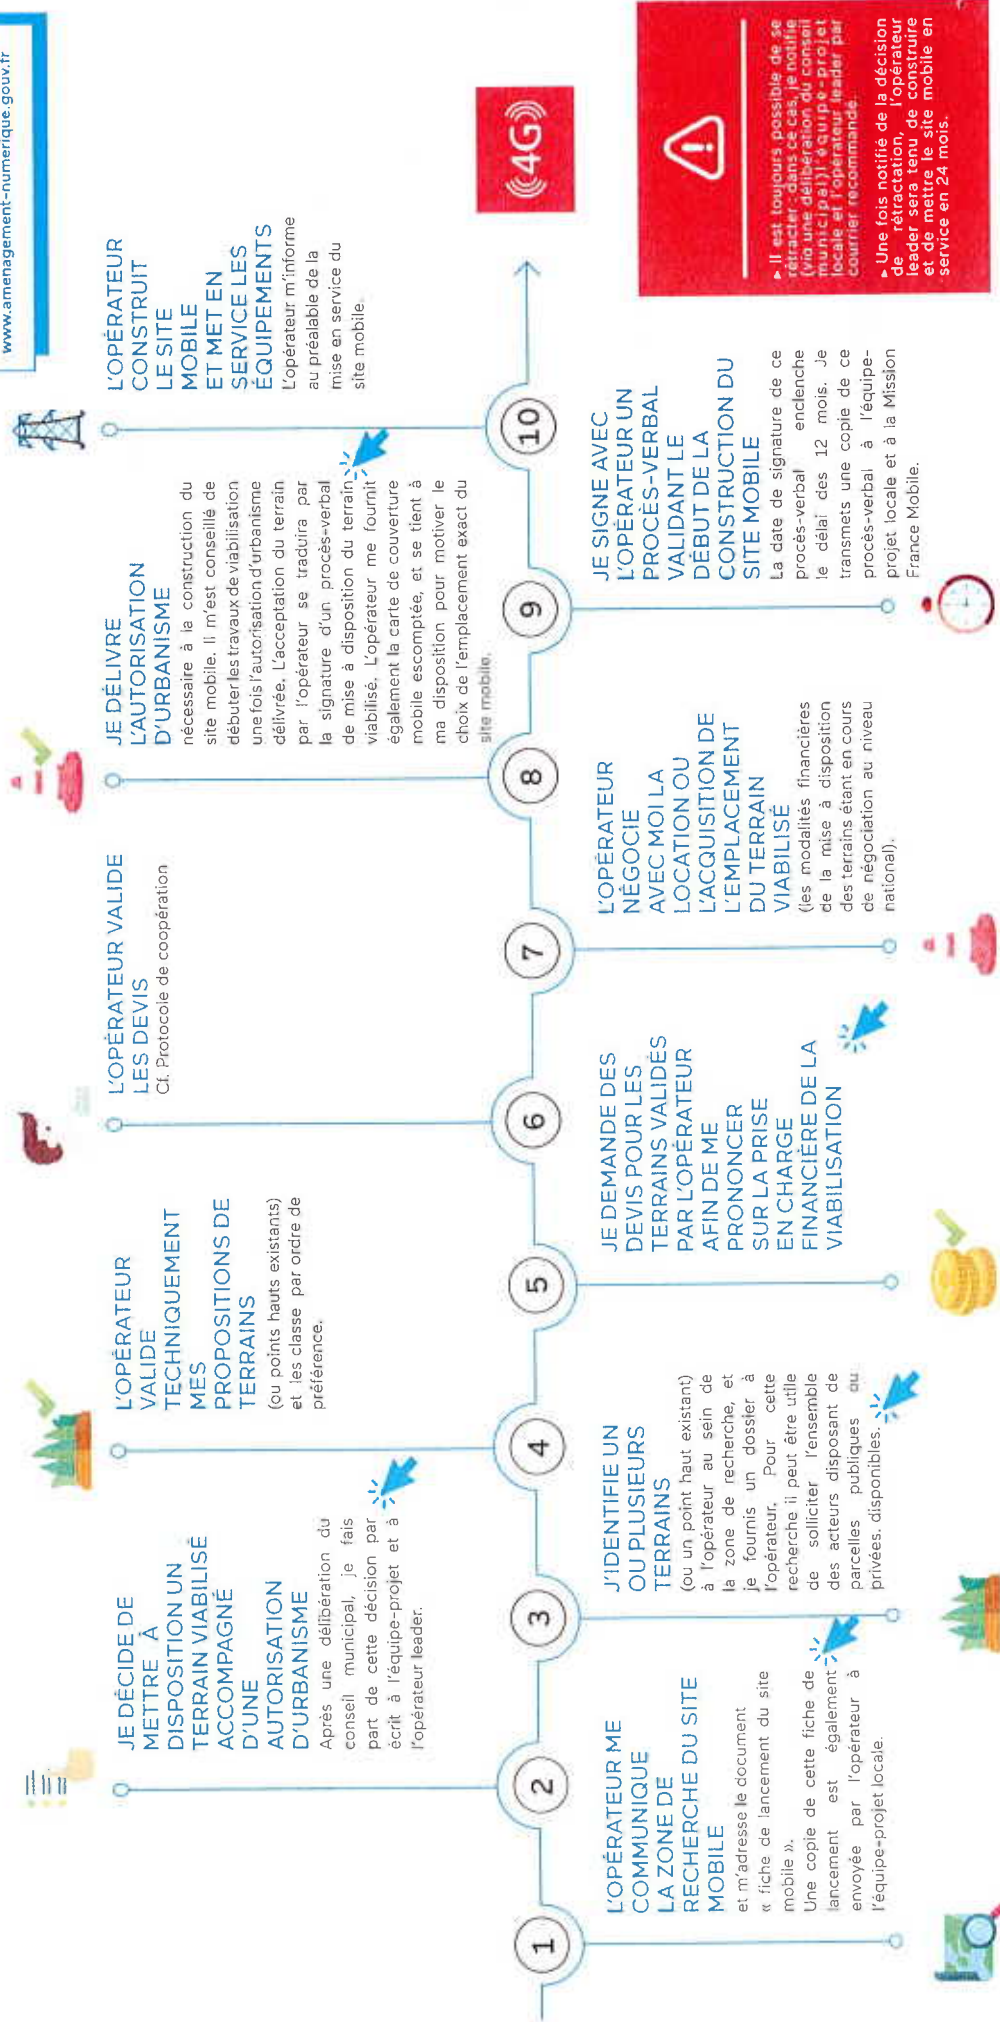 www.amenagement-numerique.gouv.fr
1
L'OPÉRATEUR ME
COMMUNIQUE
LA ZONE DE
RECHERCHE DU SITE
MOBILE
et m'adresse le document
« fiche de lancement du site
mobile ».
Une copie de cette fiche de
lancement est également
envoyée par l'opérateur à
l'équipe-projet locale.
2
JE DÉCIDE DE
METTRE À
DISPOSITION UN
TERRAIN VIABILISÉ
ACCOMPAGNÉ
D'UNE
AUTORISATION
D'URBANISME
Après une délibération du
conseil municipal, je fais
part de cette décision par
écrit à l'équipe-projet et à
l'opérateur leader.
3
J'IDENTIFIE UN
OU PLUSIEURS
TERRAINS
(ou un point haut existant)
à l'opérateur au sein de
la zone de recherche, et
je fournis un dossier à
l'opérateur. Pour cette
recherche il peut être utile
de solliciter l'ensemble
des acteurs disposant de
parcelles publiques ou
privées. disponibles.
4
L'OPÉRATEUR
VALIDE
TECHNIQUEMENT
MES
PROPOSITIONS DE
TERRAINS
(ou points hauts existants)
et les classe par ordre de
préférence.
5
JE DEMANDE DES
DEVIS POUR LES
TERRAINS VALIDÉS
PAR L'OPÉRATEUR
AFIN DE ME
PRONONCER
SUR LA PRISE
EN CHARGE
FINANCIÈRE DE LA
VIABILISATION
6
L'OPÉRATEUR VALIDE
LES DEVIS
Cf. Protocole de coopération
7
L'OPÉRATEUR
NÉGOCIE
AVEC MOI LA
LOCATION OU
L'ACQUISITION DE
L'EMPLACEMENT
DU TERRAIN
VIABILISÉ
(les modalités financières
de la mise à disposition
des terrains étant en cours
de négociation au niveau
national).
8
JE DÉLIVRE
L'AUTORISATION
D'URBANISME
nécessaire à la construction du
site mobile. Il m'est conseillé de
débuter les travaux de viabilisation
une fois l'autorisation d'urbanisme
délivrée. L'acceptation du terrain
par l'opérateur se traduira par
la signature d'un procès-verbal
de mise à disposition du terrain
viabilisé. L'opérateur me fournit
également la carte de couverture
mobile escomptée, et se tient à
ma disposition pour motiver le
choix de l'emplacement exact du
site mobile.
9
JE SIGNE AVEC
L'OPÉRATEUR UN
PROCÈS-VERBAL
VALIDANT LE
DÉBUT DE LA
CONSTRUCTION DU
SITE MOBILE
La date de signature de ce
procès-verbal enclenche
le délai des 12 mois. Je
transmets une copie de ce
procès-verbal à l'équipe-
projet locale et à la Mission
France Mobile.
10
L'OPÉRATEUR
CONSTRUIT
LE SITE
MOBILE
ET MET EN
SERVICE LES
ÉQUIPEMENTS
L'opérateur m'informe
au préalable de la
mise en service du
site mobile.
((4G))
▸ Il est toujours possible de se
rétracter : dans ce cas, je notifie
(via une délibération du conseil
municipal) l'équipe-projet
locale et l'opérateur leader par
courrier recommandé.
▸ Une fois notifié de la décision
de rétractation, l'opérateur
leader sera tenu de construire
et de mettre le site mobile en
service en 24 mois.